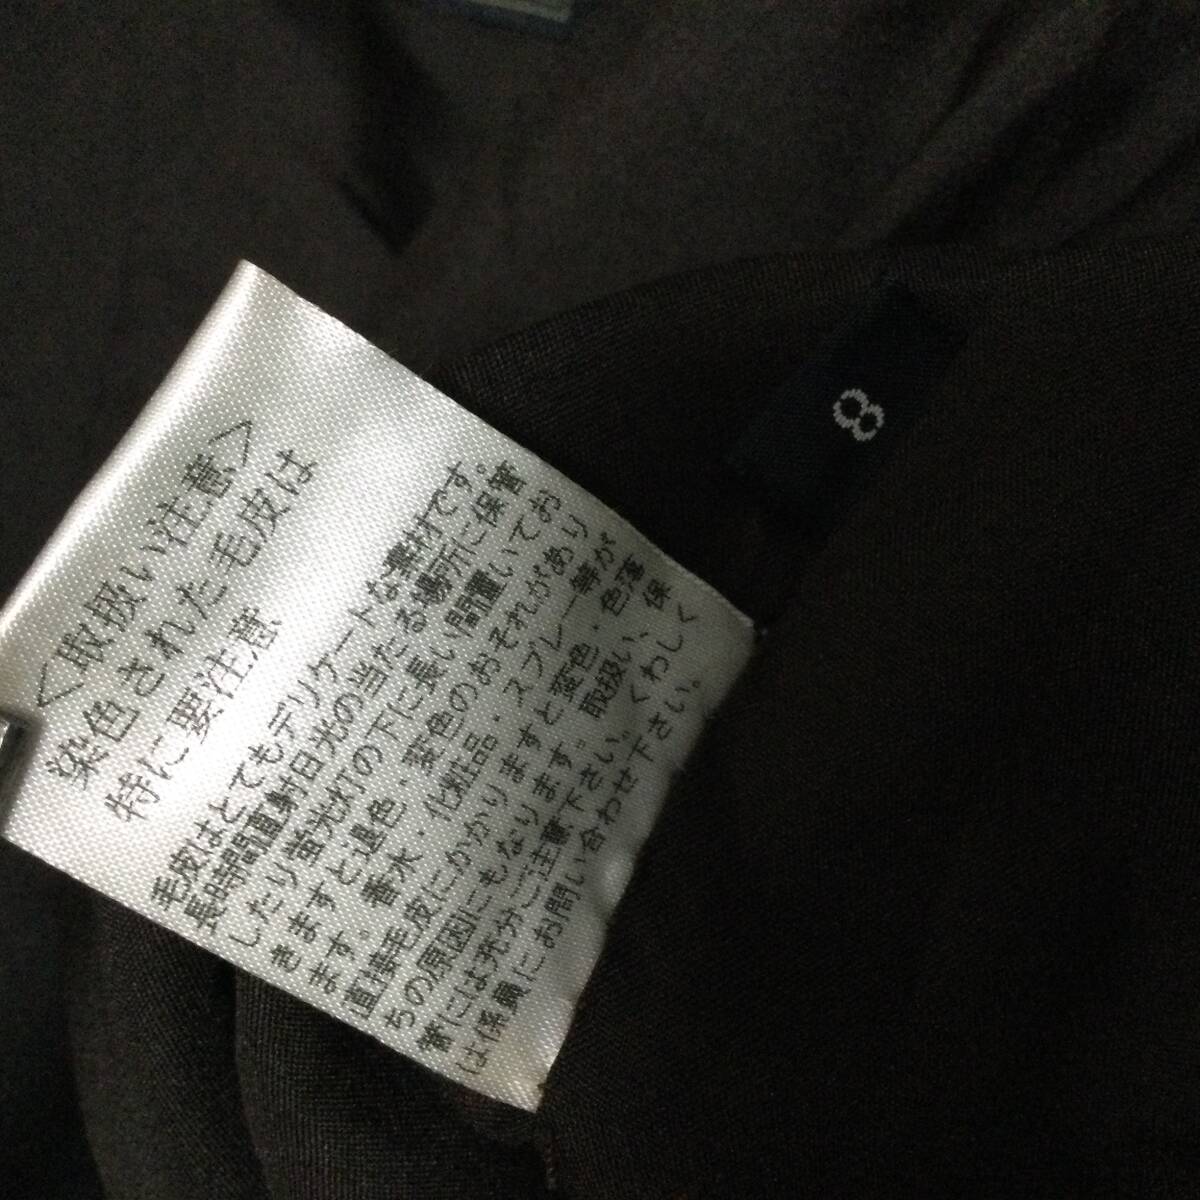 <取扱い注意>
染色された毛皮は
特に要注意
毛皮はとてもデリケートな素材です。
長時間直射日光の当たる場所に保管
したり蛍光灯の下に長い間置いてお
きますと退色・変色のおそれがあり
ます。香水・化粧品・スプレー等が
直接毛皮にかかりますと変色・色落
ちの原因にもなります。取扱い、保
管には充分ご注意下さい。くわしく
は係員にお問い合わせ下さい。
8